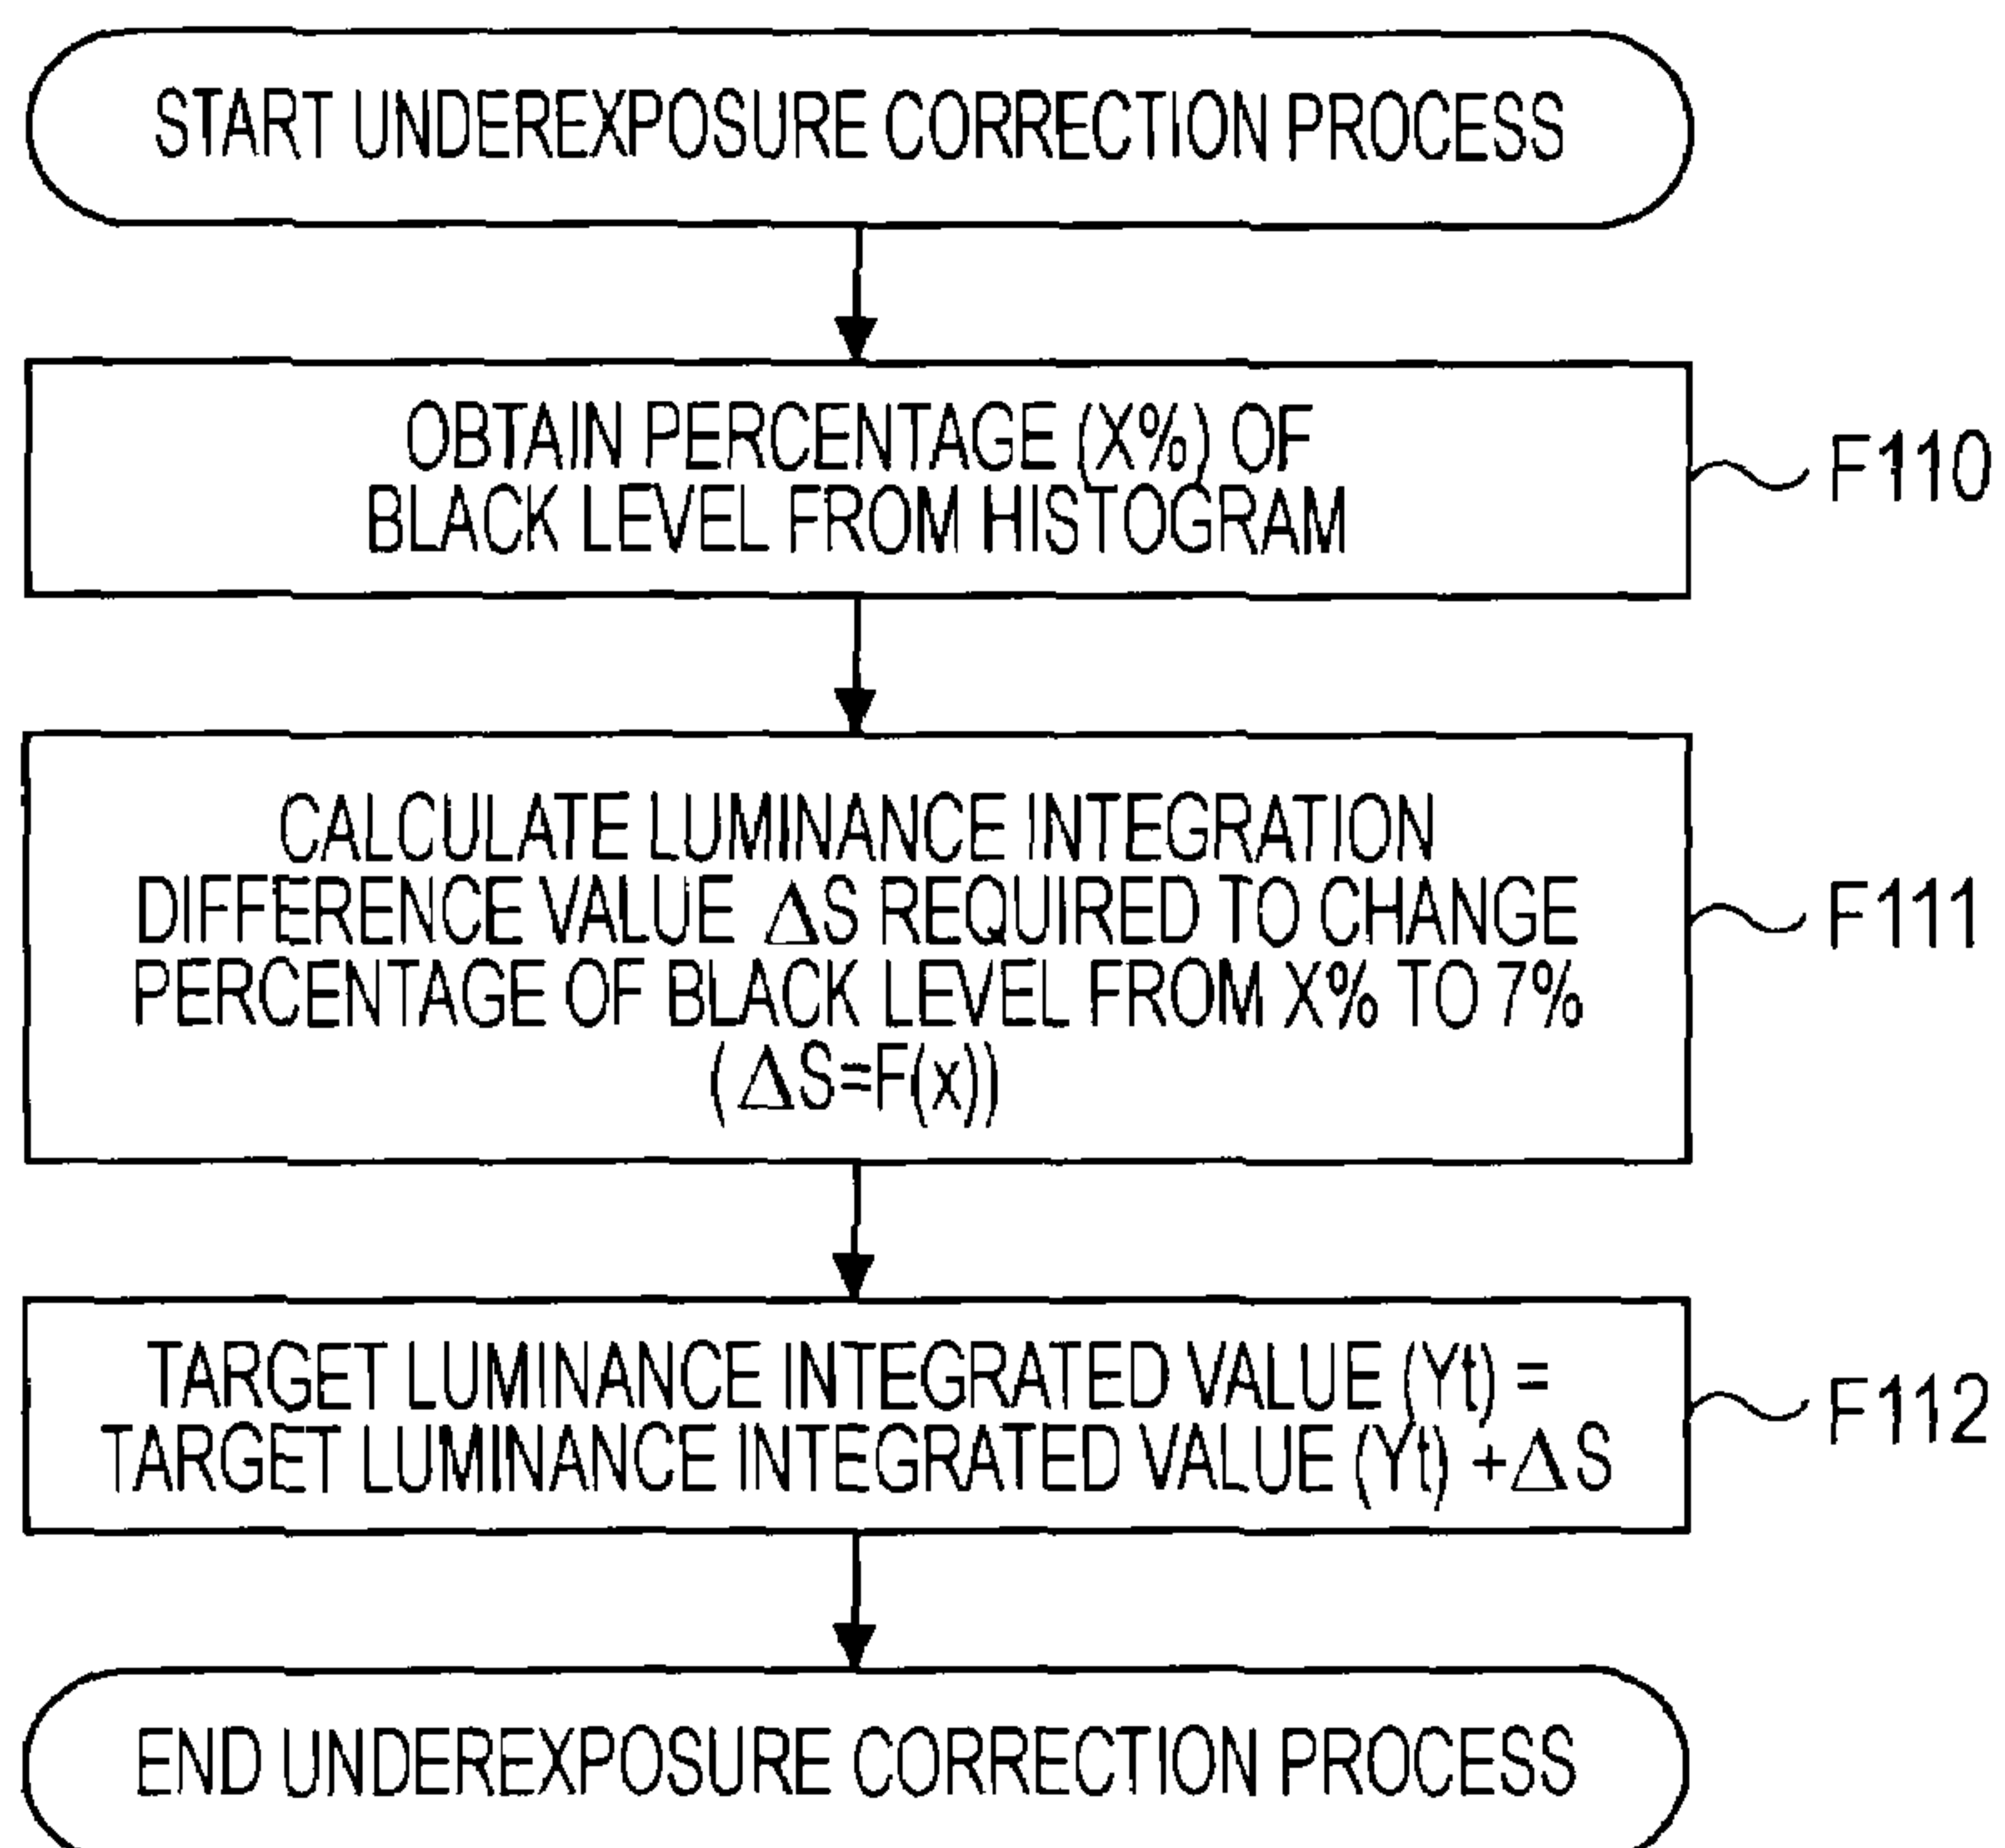 START UNDEREXPOSURE CORRECTION PROCESS
OBTAIN PERCENTAGE (X%) OF
BLACK LEVEL FROM HISTOGRAM
F110
CALCULATE LUMINANCE INTEGRATION
DIFFERENCE VALUE ΔS REQUIRED TO CHANGE
PERCENTAGE OF BLACK LEVEL FROM X% TO 7%
(ΔS=F(x))
F111
TARGET LUMINANCE INTEGRATED VALUE (Yt) =
TARGET LUMINANCE INTEGRATED VALUE (Yt) +ΔS
F112
END UNDEREXPOSURE CORRECTION PROCESS